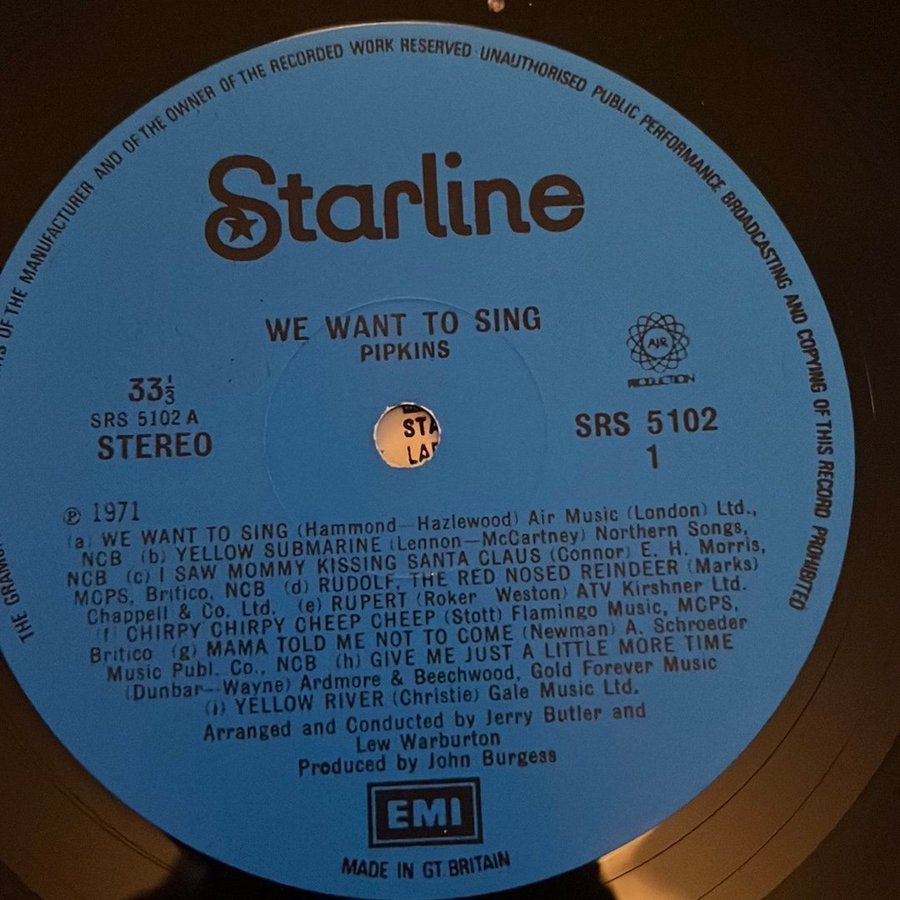 THE GRAMO
TS OF THE MANUFACTURER AND OF THE OWNER OF THE RECORDED WORK RESERVED · UNAUTHORISED PUBLIC PERFORMANCE BROADCASTING AND COPYING OF THIS RECORD PROHIBITED
Starline
WE WANT TO SING
PIPKINS
AIR
PRODUCTION
33⅓
SRS 5102 A
STEREO
STA
LAB
SRS 5102
1
Ⓟ 1971
(a) WE WANT TO SING (Hammond—Hazlewood) Air Music (London) Ltd.,
NCB (b) YELLOW SUBMARINE (Lennon—McCartney) Northern Songs,
NCB (c) I SAW MOMMY KISSING SANTA CLAUS (Connor) E. H. Morris,
MCPS, Britico, NCB (d) RUDOLF, THE RED NOSED REINDEER (Marks)
Chappell & Co. Ltd. (e) RUPERT (Roker Weston) ATV Kirshner Ltd.
(f) CHIRPY CHIRPY CHEEP CHEEP (Stott) Flamingo Music, MCPS,
Britico (g) MAMA TOLD ME NOT TO COME (Newman) A. Schroeder
Music Publ. Co., NCB (h) GIVE ME JUST A LITTLE MORE TIME
(Dunbar—Wayne) Ardmore & Beechwood, Gold Forever Music
(i) YELLOW RIVER (Christie) Gale Music Ltd.
Arranged and Conducted by Jerry Butler and
Lew Warburton
Produced by John Burgess
EMI
MADE IN GT BRITAIN